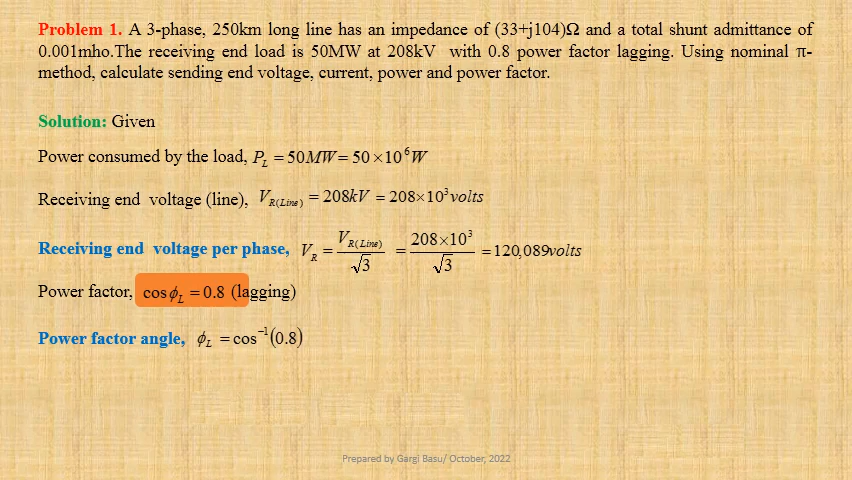 Problem 1. A 3-phase, 250km long line has an impedance of (33+j104)Ω and a total shunt admittance of
0.001mho.The receiving end load is 50MW at 208kV with 0.8 power factor lagging. Using nominal π-
method, calculate sending end voltage, current, power and power factor.
Solution: Given
Power consumed by the load, P_L = 50MW = 50 ×10^6 W
Receiving end voltage (line), V_R(Line) = 208kV = 208×10^3 volts
Receiving end voltage per phase, V_R = V_R(Line)/√3 = 208×10^3/√3 = 120,089volts
Power factor, cos ϕ_L = 0.8 (lagging)
Power factor angle, ϕ_L = cos^-1(0.8)
Prepared by Gargi Basu/ October, 2022